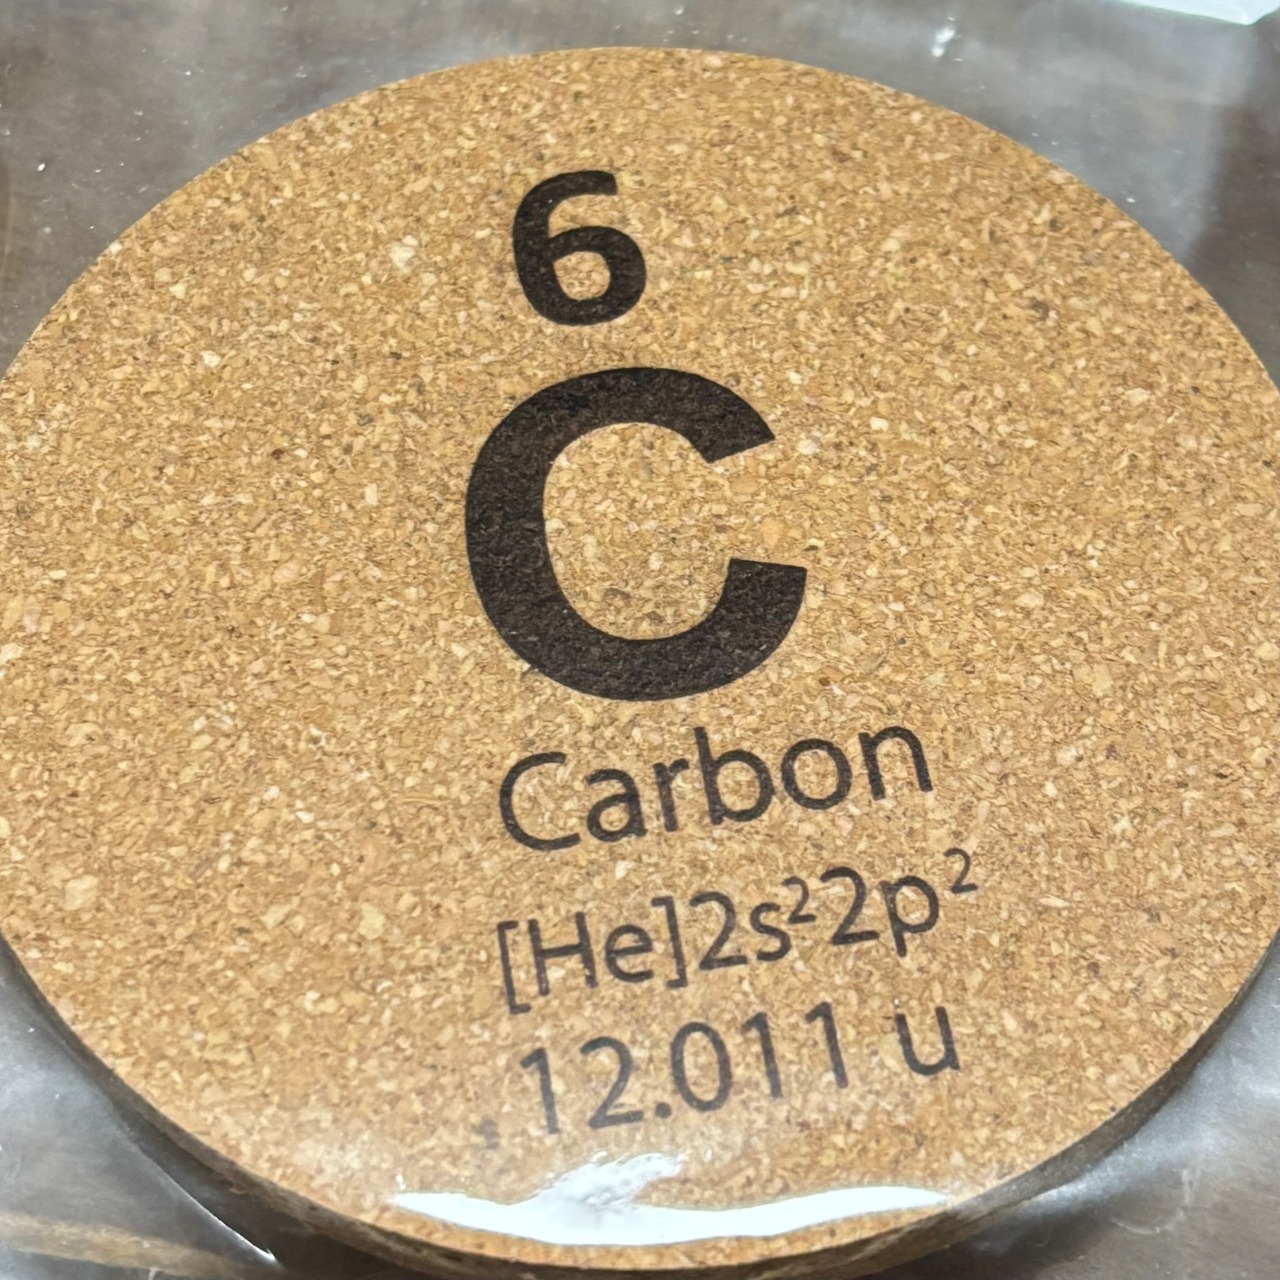 6
C
Carbon
[He]2s²2p²
12.011 u